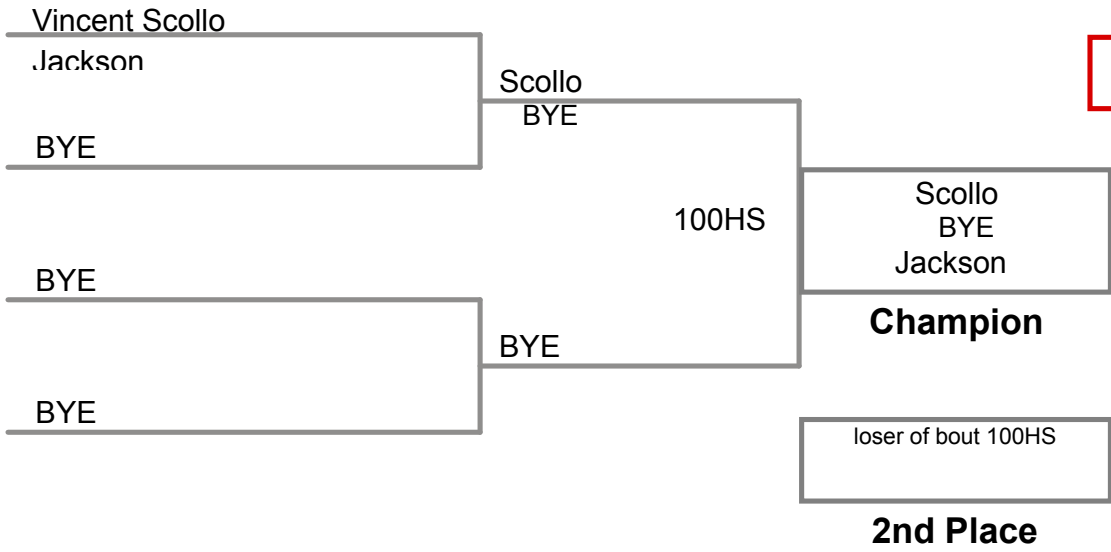 Vincent Scollo
Jackson
BYE
Scollo
BYE
BYE
BYE
BYE
100HS
Scollo
BYE
Jackson
Champion
loser of bout 100HS
2nd Place